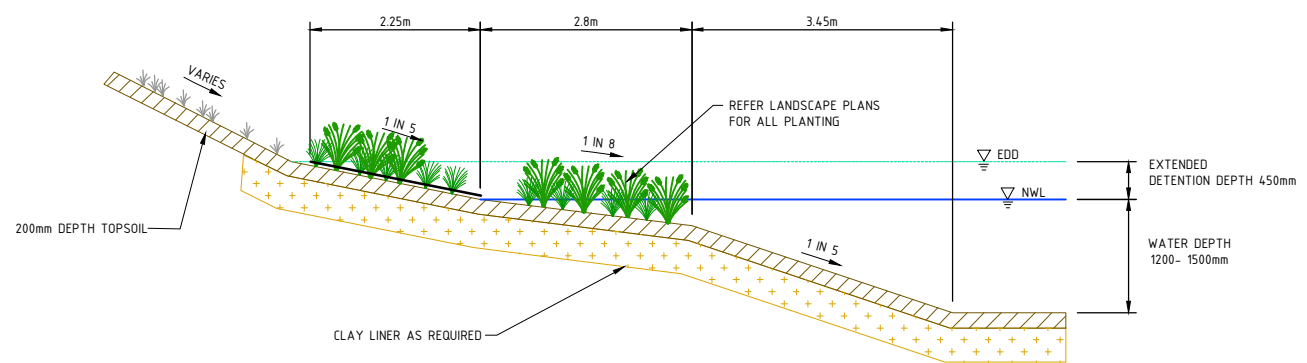 2.25m
2.8m
3.45m
VARIES
1 IN 5
REFER LANDSCAPE PLANS
FOR ALL PLANTING
1 IN 8
EDD
EXTENDED
DETENTION DEPTH 450mm
NWL
200mm DEPTH TOPSOIL
1 IN 5
WATER DEPTH
1200- 1500mm
CLAY LINER AS REQUIRED